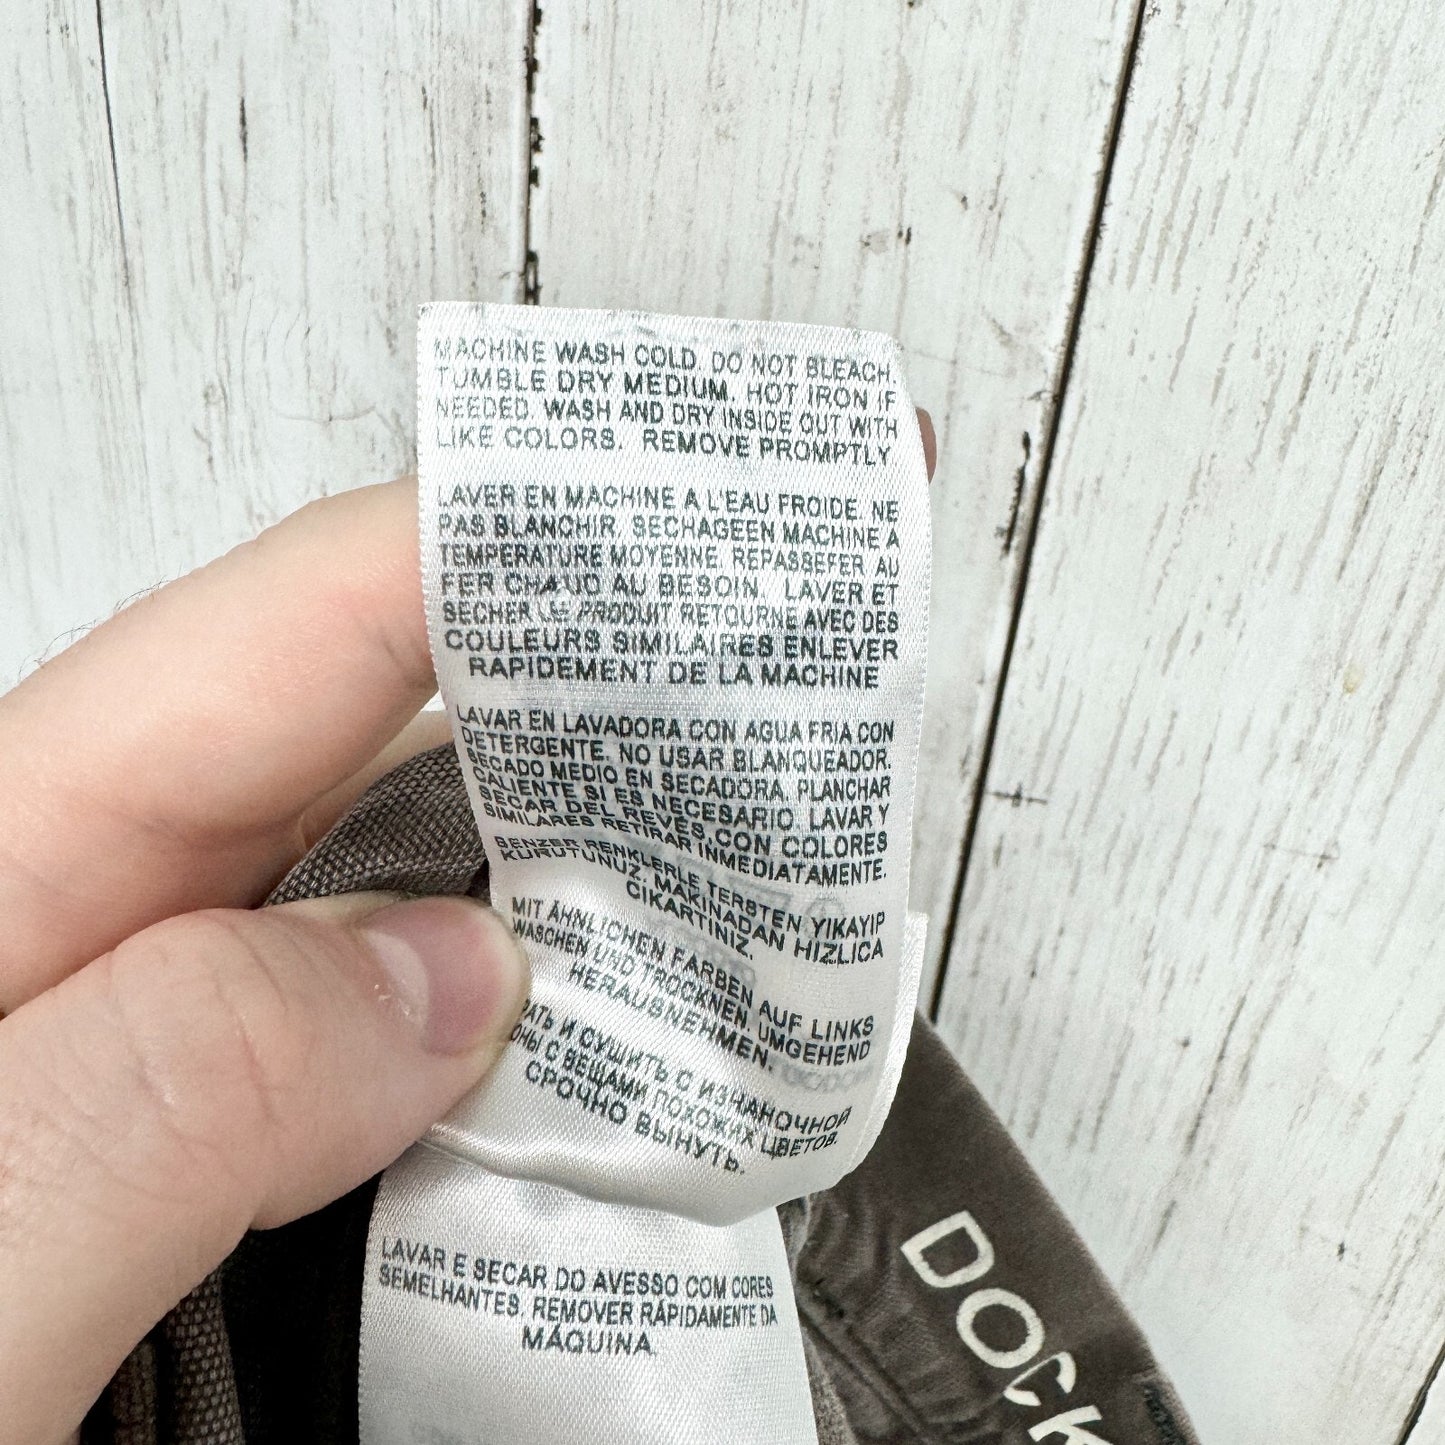 MACHINE WASH COLD. DO NOT BLEACH.
TUMBLE DRY MEDIUM. HOT IRON IF
NEEDED. WASH AND DRY INSIDE OUT WITH
LIKE COLORS. REMOVE PROMPTLY
LAVER EN MACHINE A L'EAU FROIDE. NE
PAS BLANCHIR. SECHAGEEN MACHINE A
TEMPERATURE MOYENNE. REPASSEFER AU
FER CHAUD AU BESOIN. LAVER ET
SECHER LE PRODUIT RETOURNE AVEC DES
COULEURS SIMILAIRES ENLEVER
RAPIDEMENT DE LA MACHINE
LAVAR EN LAVADORA CON AGUA FRIA CON
DETERGENTE. NO USAR BLANQUEADOR.
SECADO MEDIO EN SECADORA. PLANCHAR
CALIENTE SI ES NECESARIO. LAVAR Y
SECAR DEL REVÉS CON COLORES
SIMILARES RETIRAR INMEDIATAMENTE.
BENZER RENKLERLE TERSTEN YIKAYIP
KURUTUNUZ. MAKINADAN HIZLICA
CIKARTINIZ.
MIT ÄHNLICHEN FARBEN AUF LINKS
WASCHEN UND TROCKNEN. UMGEHEND
HERAUSNEHMEN.
И СУШИТЬ С ИЗНАНОЧНОЙ
С ВЕЩАМИ ПОХОЖИХ ЦВЕТОВ.
СРОЧНО ВЫНУТЬ.
LAVAR E SECAR DO AVESSO COM CORES
SEMELHANTES. REMOVER RÁPIDAMENTE DA
MÁQUINA.
DOCK